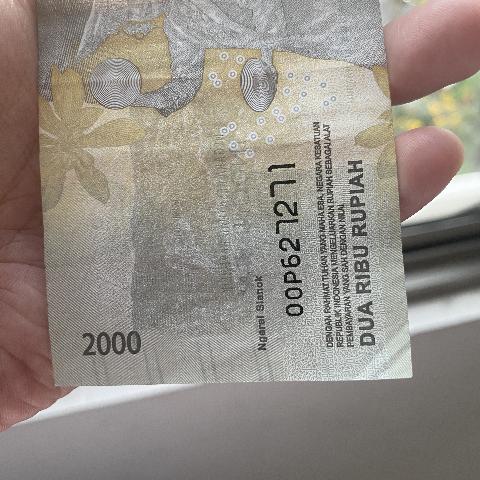 2000
Ngarai Sianok
OOP627271
DENGAN RAHMAT TUHAN YANG MAHA ESA, NEGARA KESATUAN
REPUBLIK INDONESIA MENGELUARKAN RUPIAH SEBAGAI ALAT
PEMBAYARAN YANG SAH DENGAN NILAI
DUA RIBU RUPIAH